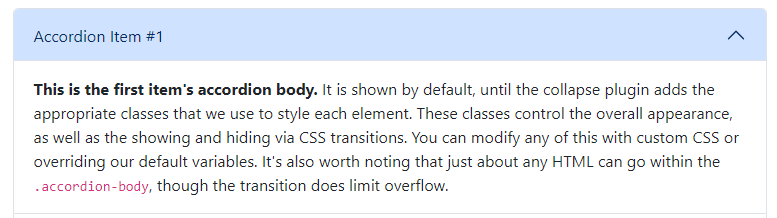 Accordion Item #1
This is the first item's accordion body. It is shown by default, until the collapse plugin adds the
appropriate classes that we use to style each element. These classes control the overall appearance,
as well as the showing and hiding via CSS transitions. You can modify any of this with custom CSS or
overriding our default variables. It's also worth noting that just about any HTML can go within the
.accordion-body, though the transition does limit overflow.